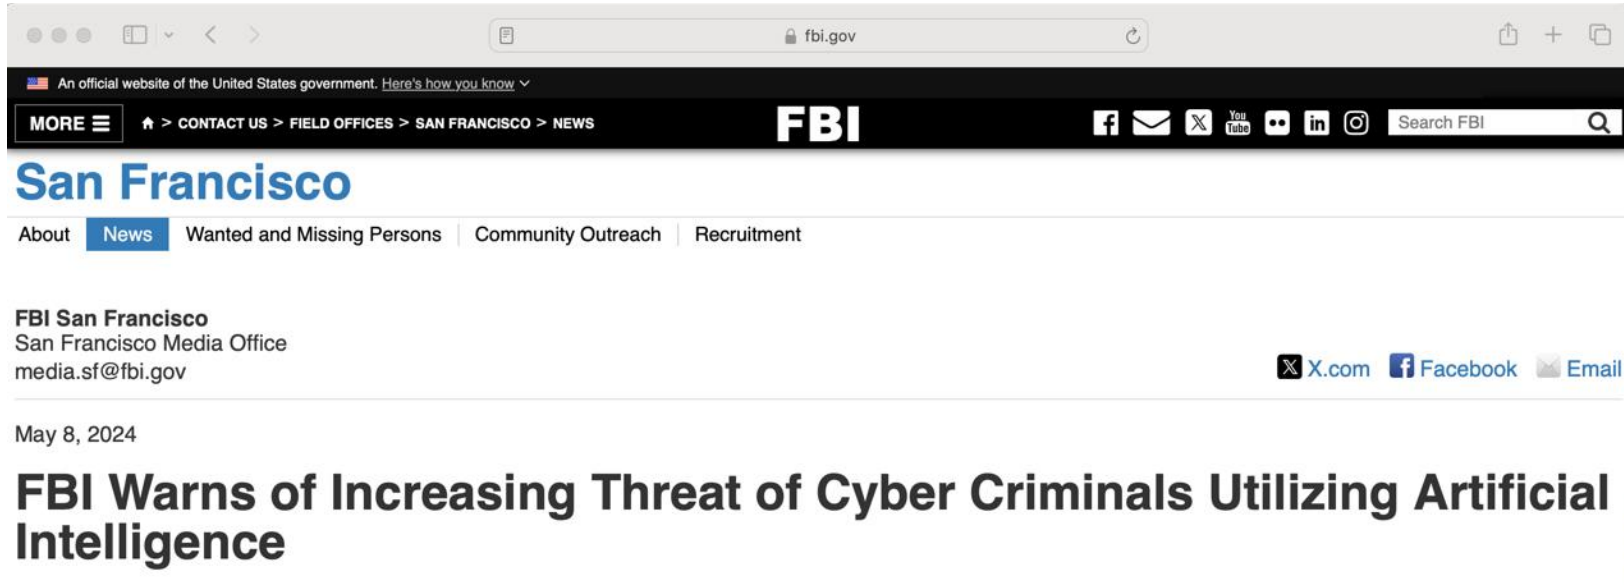 fbi.gov
An official website of the United States government. Here's how you know
MORE > CONTACT US > FIELD OFFICES > SAN FRANCISCO > NEWS
FBI
You Tube
in
Search FBI
San Francisco
About News Wanted and Missing Persons Community Outreach Recruitment
FBI San Francisco
San Francisco Media Office
media.sf@fbi.gov
X.com Facebook Email
May 8, 2024
FBI Warns of Increasing Threat of Cyber Criminals Utilizing Artificial
Intelligence